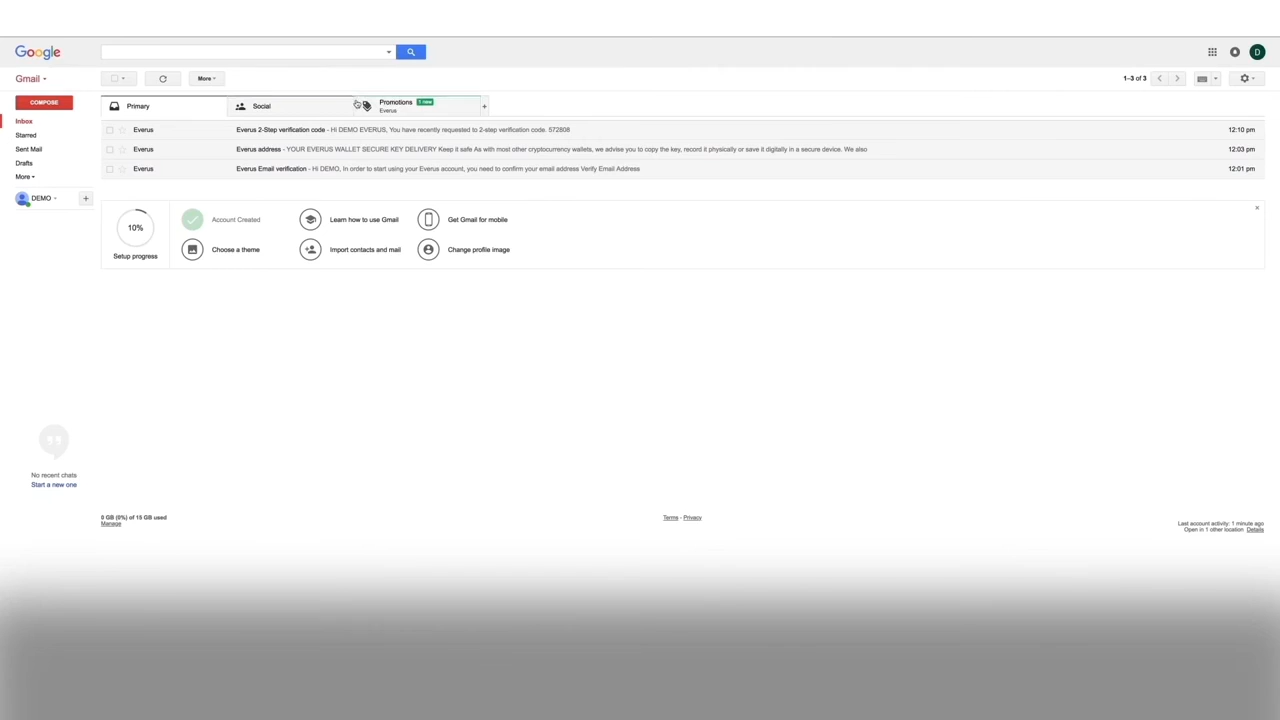 Google
D
Gmail
More
1–3 of 3
COMPOSE
Primary
Social
Promotions 1 new
Everus
Inbox
Starred
Sent Mail
Drafts
More
DEMO
Everus Everus 2-Step verification code - Hi DEMO EVERUS, You have recently requested to 2-step verification code. 572808 12:10 pm
Everus Everus address - YOUR EVERUS WALLET SECURE KEY DELIVERY Keep it safe As with most other cryptocurrency wallets, we advise you to copy the key, record it physically or save it digitally in a secure device. We also 12:03 pm
Everus Everus Email verification - Hi DEMO, In order to start using your Everus account, you need to confirm your email address Verify Email Address 12:01 pm
10%
Setup progress
Account Created
Learn how to use Gmail
Get Gmail for mobile
Choose a theme
Import contacts and mail
Change profile image
No recent chats
Start a new one
0 GB (0%) of 15 GB used
Manage
Terms - Privacy
Last account activity: 1 minute ago
Open in 1 other location Details